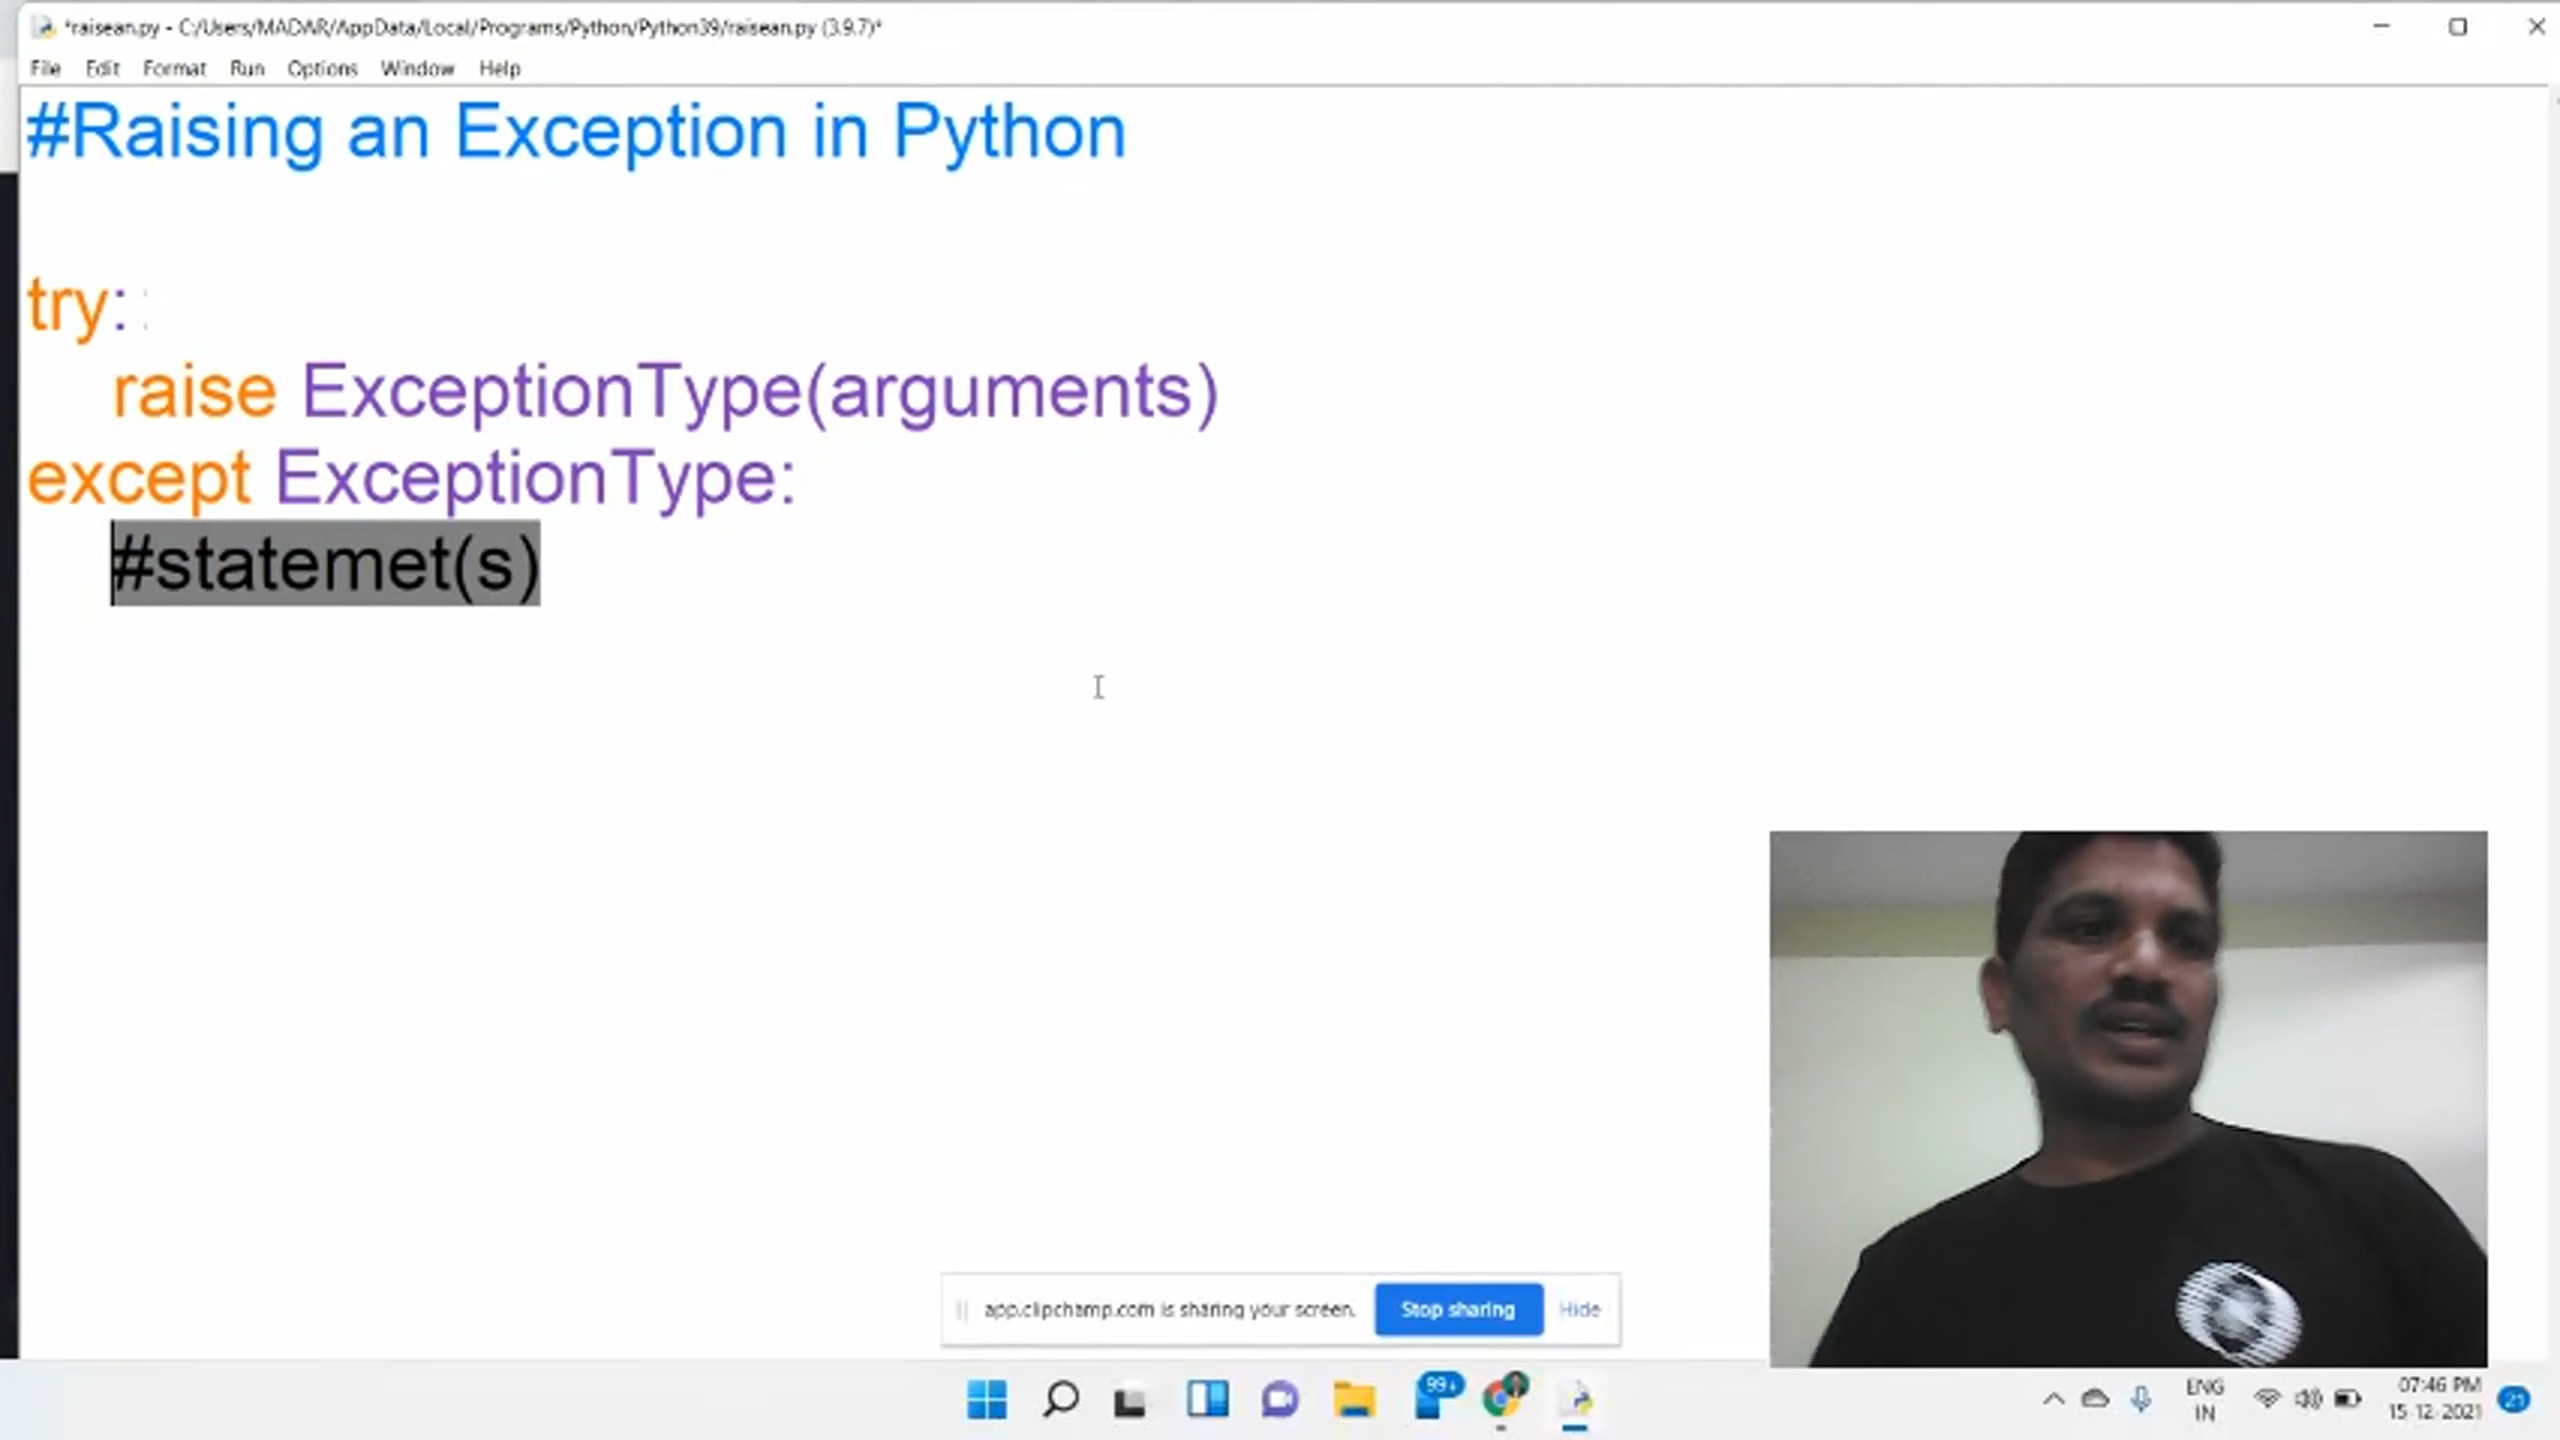 *raisean.py - C:/Users/MADAR/AppData/Local/Programs/Python/Python39/raisean.py (3.9.7)*
File Edit Format Run Options Window Help
#Raising an Exception in Python
try:
raise ExceptionType(arguments)
except ExceptionType:
#statemet(s)
app.clipchamp.com is sharing your screen. Stop sharing Hide
99+
ENG
IN
07:46 PM
15-12-2021
21